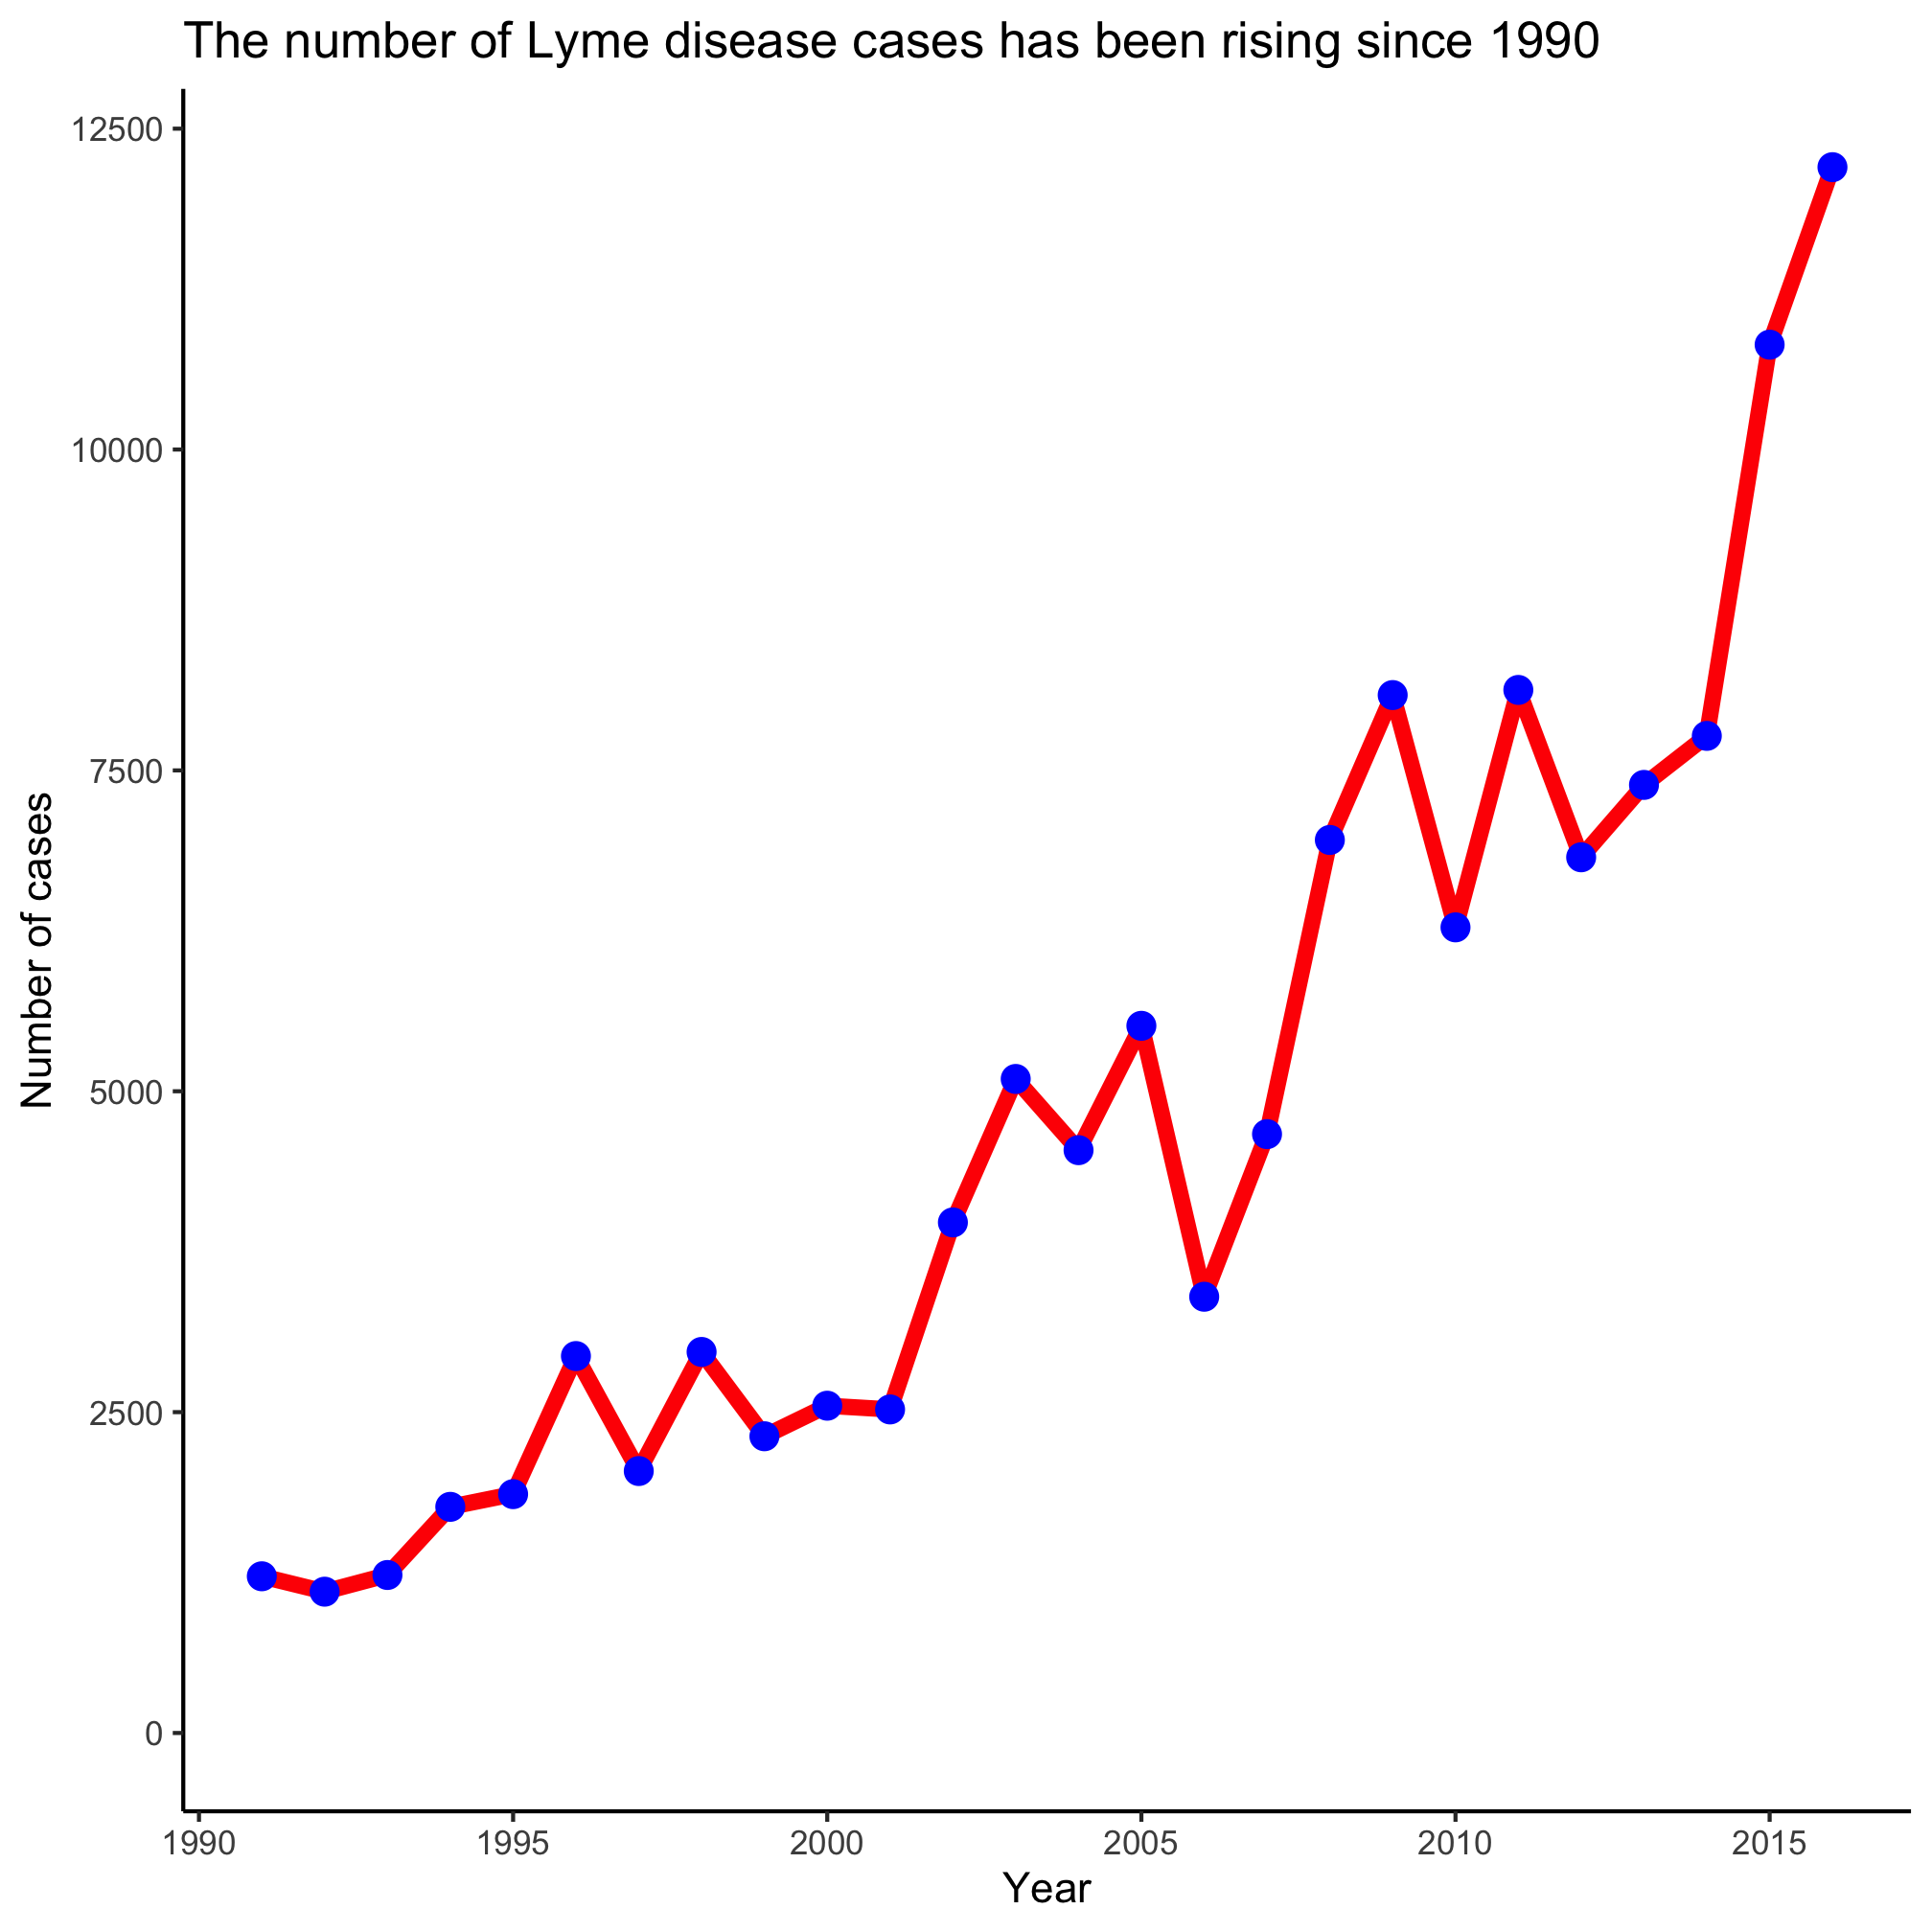 The number of Lyme disease cases has been rising since 1990
12500
10000
7500
5000
2500
0
Number of cases
1990 1995 2000 2005 2010 2015
Year